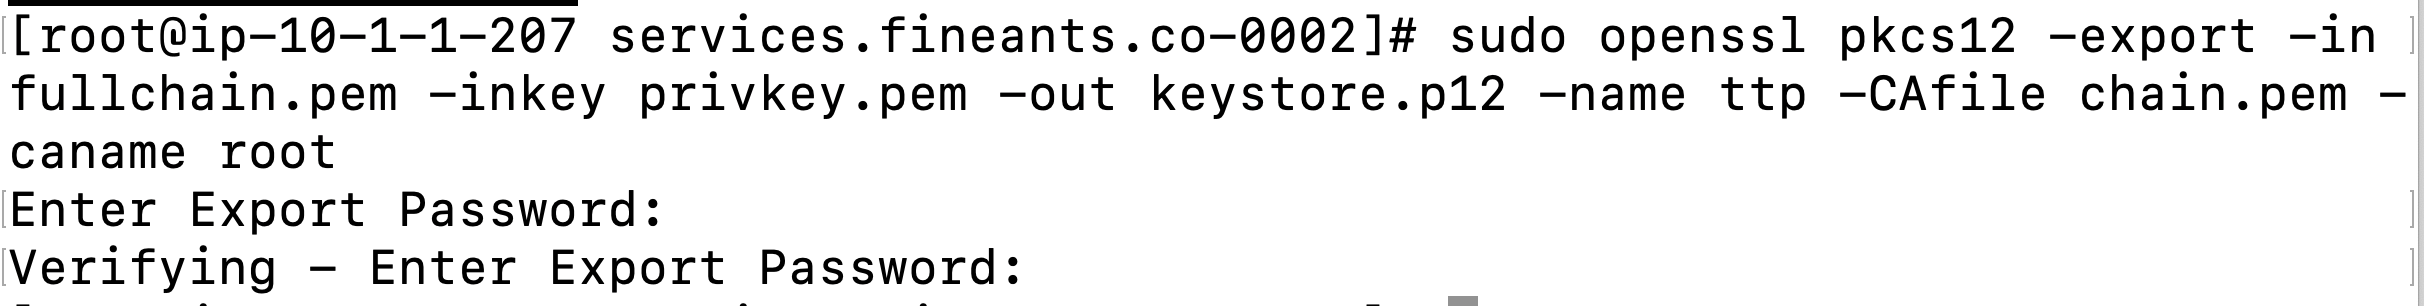 [root@ip-10-1-1-207 services.fineants.co-0002]# sudo openssl pkcs12 -export -in
fullchain.pem -inkey privkey.pem -out keystore.p12 -name ttp -CAfile chain.pem -
caname root
Enter Export Password:
Verifying - Enter Export Password: